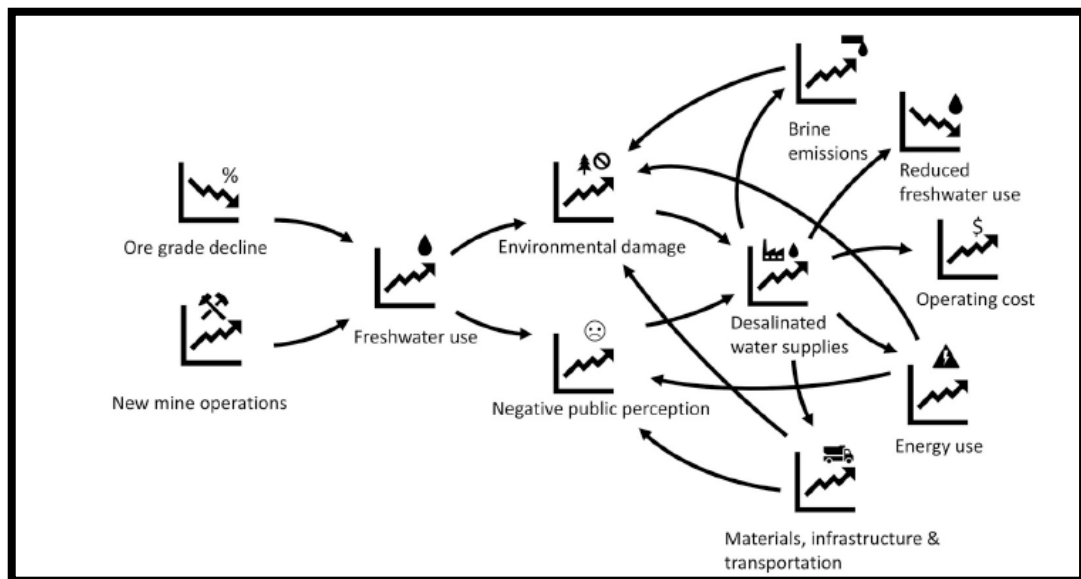 Brine
emissions
Reduced
freshwater use
%
Ore grade decline
Environmental damage
$
Operating cost
Freshwater use
Desalinated
water supplies
New mine operations
Negative public perception
Energy use
Materials, infrastructure &
transportation